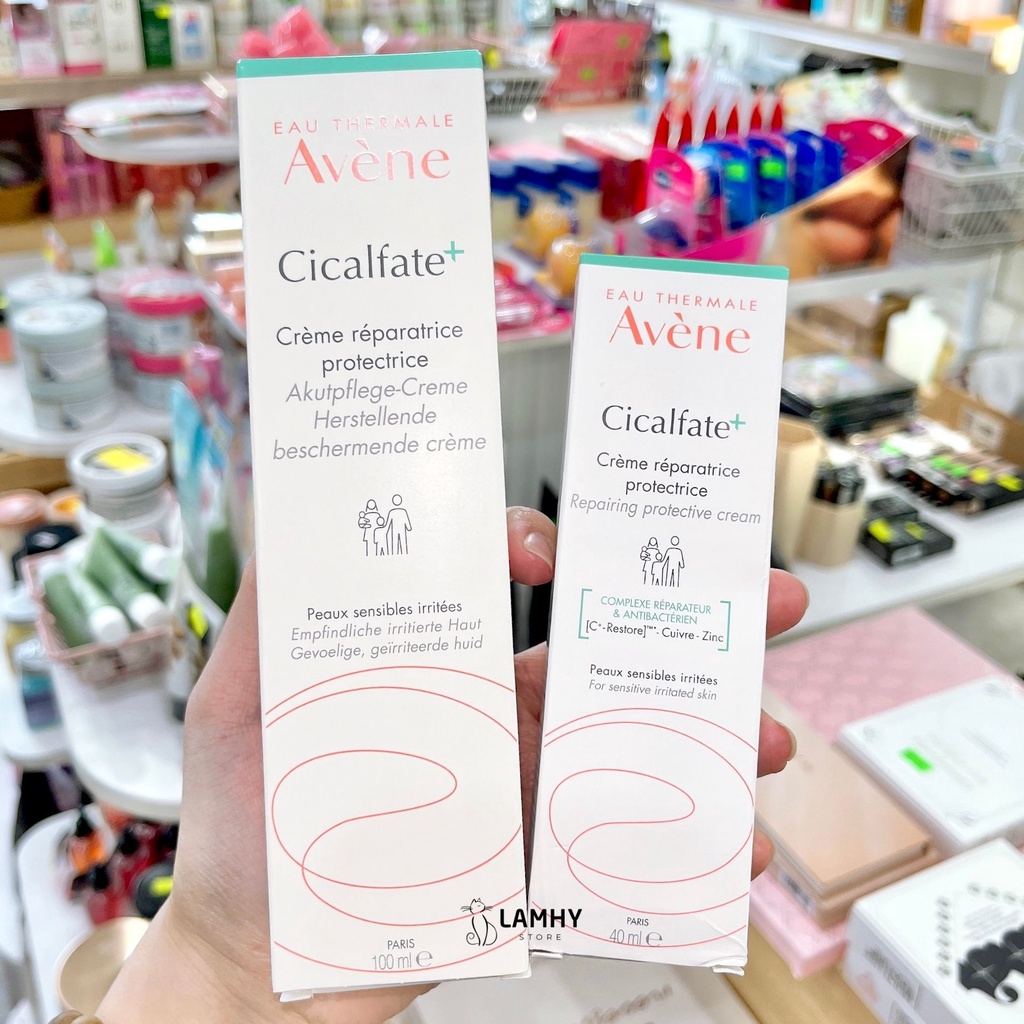 EAU THERMALE
Avène
Cicalfate+
Crème réparatrice
protectrice
Akutpflege-Creme
Herstellende
beschermende crème
Peaux sensibles irritées
Empfindliche irritierte Haut
Gevoelige, geïrriteerde huid
PARIS
100 ml ℮
EAU THERMALE
Avène
Cicalfate+
Crème réparatrice
protectrice
Repairing protective cream
COMPLEXE RÉPARATEUR
& ANTIBACTÉRIEN
[C+-Restore]™* · Cuivre · Zinc
Peaux sensibles irritées
For sensitive irritated skin
PARIS
40 ml ℮
LAMHY
STORE